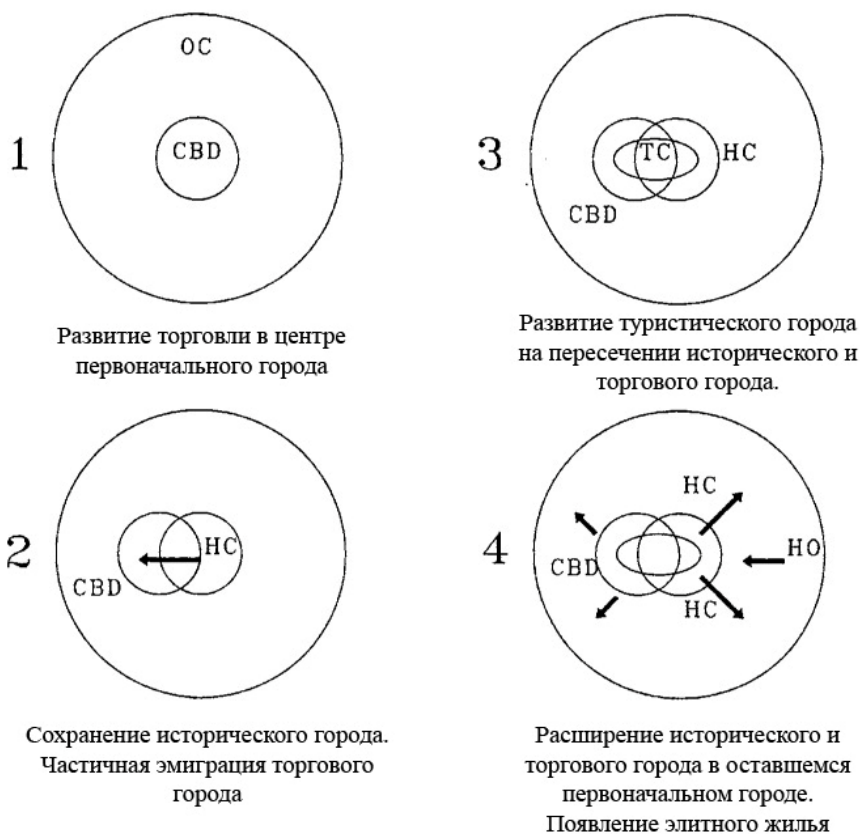 1
OC
CBD
Развитие торговли в центре
первоначального города
2
HC
CBD
Сохранение исторического города.
Частичная эмиграция торгового
города
3
TC
HC
CBD
Развитие туристического города
на пересечении исторического и
торгового города.
4
HC
HO
CBD
HC
Расширение исторического и
торгового города в оставшемся
первоначальном городе.
Появление элитного жилья